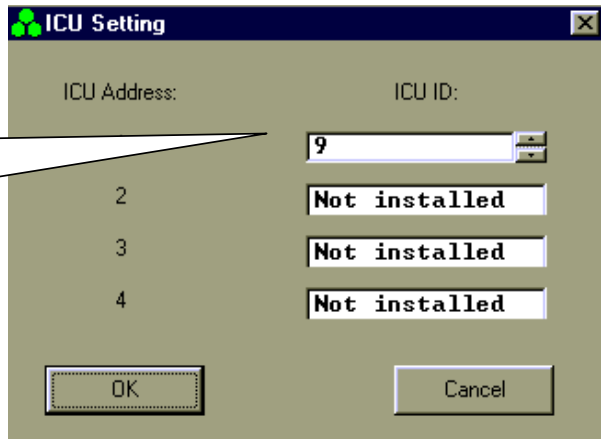 ICU Setting
ICU Address: ICU ID:
9
2 Not installed
3 Not installed
4 Not installed
OK Cancel